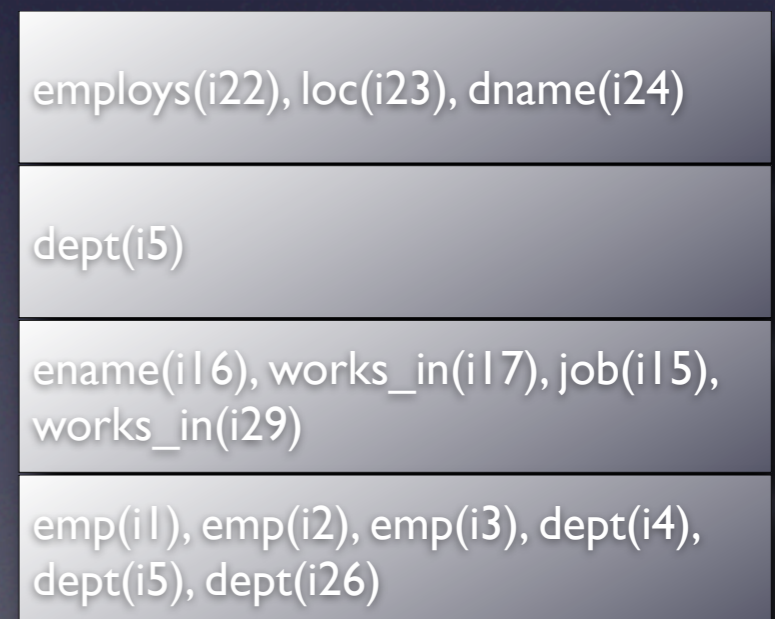 employs(i22), loc(i23), dname(i24)
dept(i5)
ename(i16), works_in(i17), job(i15),
works_in(i29)
emp(i1), emp(i2), emp(i3), dept(i4),
dept(i5), dept(i26)